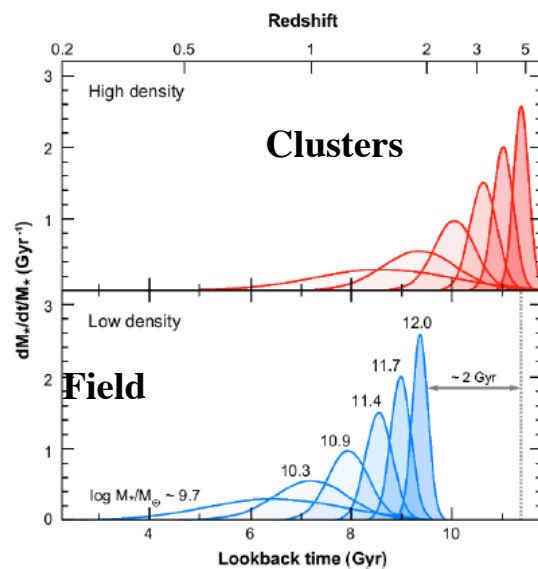 Redshift
0.2 0.5 1 2 3 5
3
High density
Clusters
2
1
dM*/dt/M* (Gyr⁻¹)
3
Low density
12.0
11.7
~ 2 Gyr
Field
2
11.4
10.9
1
10.3
log M*/M⊙ ~ 9.7
0
4 6 8 10
Lookback time (Gyr)